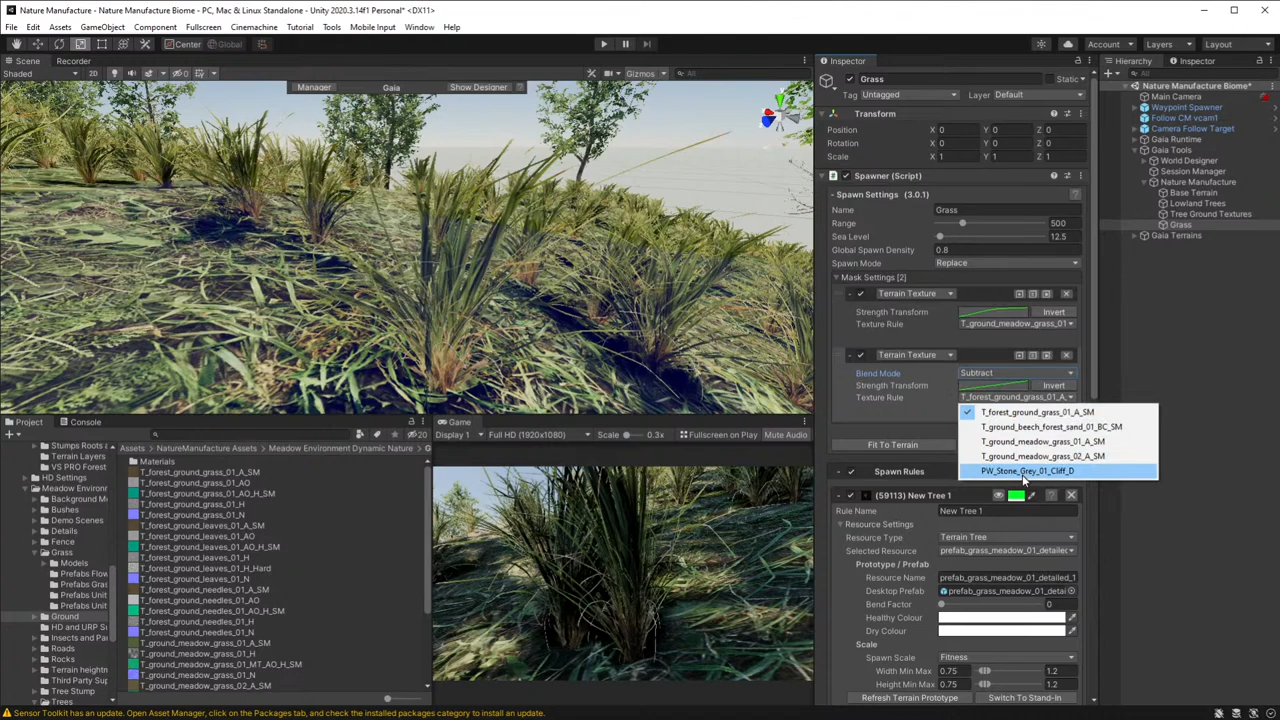 Nature Manufacture Biome - PC, Mac & Linux Standalone - Unity 2020.3.14f1 Personal* <DX11>
File Edit Assets GameObject Component Fullscreen Cinemachine Tutorial Tools Mobile Input Window Help
Center Global Account Layers Layout
Scene Recorder
Shaded 2D 0 Gizmos All
Manager Gaia Show Designer
Inspector
Grass Static
Tag Untagged Layer Default
Transform
Position X 0 Y 0 Z 0
Rotation X 0 Y 0 Z 0
Scale X 1 Y 1 Z 1
Spawner (Script)
- Spawn Settings (3.0.1)
Name Grass
Range 500
Sea Level 12.5
Global Spawn Density 0.8
Spawn Mode Replace
Mask Settings [2]
Terrain Texture
Strength Transform Invert
Texture Rule T_ground_meadow_grass_01
Terrain Texture
Blend Mode Subtract
Strength Transform Invert
Texture Rule T_forest_ground_grass_01_A_
T_forest_ground_grass_01_A_SM
T_ground_beech_forest_sand_01_BC_SM
T_ground_meadow_grass_01_A_SM
T_ground_meadow_grass_02_A_SM
PW_Stone_Grey_01_Cliff_D
Fit To Terrain
Spawn Rules
(59113) New Tree 1
Rule Name New Tree 1
Resource Settings
Resource Type Terrain Tree
Selected Resource prefab_grass_meadow_01_detailed
Prototype / Prefab
Resource Name prefab_grass_meadow_01_detailed_1
Desktop Prefab prefab_grass_meadow_01_detai
Bend Factor 0
Healthy Colour
Dry Colour
Scale
Spawn Scale Fitness
Width Min Max 0.75 1.2
Height Min Max 0.75 1.2
Refresh Terrain Prototype Switch To Stand-In
Hierarchy Inspector
All
Nature Manufacture Biome*
Main Camera
Waypoint Spawner
Follow CM vcam1
Camera Follow Target
Gaia Runtime
Gaia Tools
World Designer
Session Manager
Nature Manufacture
Base Terrain
Lowland Trees
Tree Ground Textures
Grass
Gaia Terrains
Project Console
20
Stumps Roots
Terrain Layers
VS PRO Forest
HD Settings
Meadow Environment
Background M
Bushes
Demo Scenes
Details
Fence
Grass
Models
Prefabs Flow
Prefabs Gras
Prefabs Unit
Prefabs Unit
Ground
HD and URP Su
Insects and Pa
Roads
Rocks
Terrain height
Third Party Sup
Tree Stump
Trees
Assets > NatureManufacture Assets > Meadow Environment Dynamic Nature >
Materials
T_forest_ground_grass_01_A_SM
T_forest_ground_grass_01_AO
T_forest_ground_grass_01_AO_H_SM
T_forest_ground_grass_01_H
T_forest_ground_grass_01_N
T_forest_ground_leaves_01_A_SM
T_forest_ground_leaves_01_AO
T_forest_ground_leaves_01_AO_H_SM
T_forest_ground_leaves_01_H
T_forest_ground_leaves_01_H_Hard
T_forest_ground_leaves_01_N
T_forest_ground_needles_01_A_SM
T_forest_ground_needles_01_AO
T_forest_ground_needles_01_AO_H_SM
T_forest_ground_needles_01_H
T_forest_ground_needles_01_N
T_ground_meadow_grass_01_A_SM
T_ground_meadow_grass_01_H
T_ground_meadow_grass_01_MT_AO_H_SM
T_ground_meadow_grass_01_N
T_ground_meadow_grass_02_A_SM
Game
Display 1 Full HD (1920x1080) Scale 0.3x Fullscreen on Play Mute Audio
Sensor Toolkit has an update. Open Asset Manager, click on the Packages tab, and check the installed packages category to install an update.